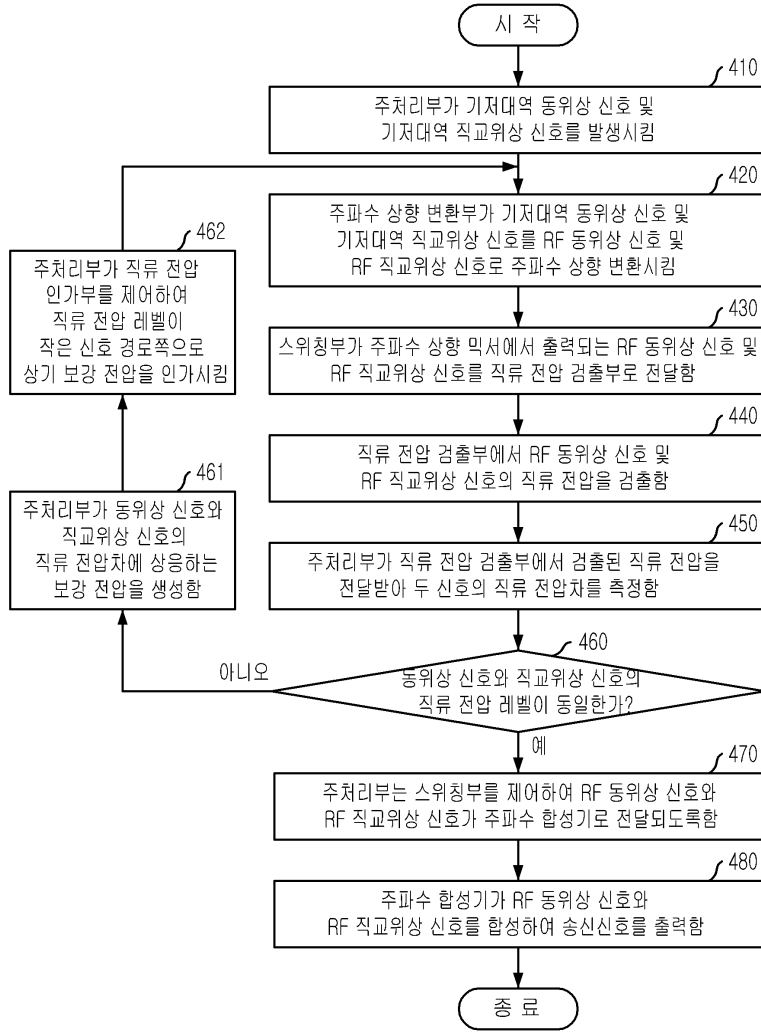 시 작
410
주처리부가 기저대역 동위상 신호 및
기저대역 직교위상 신호를 발생시킴
420
주파수 상향 변환부가 기저대역 동위상 신호 및
기저대역 직교위상 신호를 RF 동위상 신호 및
RF 직교위상 신호로 주파수 상향 변환시킴
430
스위칭부가 주파수 상향 믹서에서 출력되는 RF 동위상 신호 및
RF 직교위상 신호를 직류 전압 검출부로 전달함
440
직류 전압 검출부에서 RF 동위상 신호 및
RF 직교위상 신호의 직류 전압을 검출함
450
주처리부가 직류 전압 검출부에서 검출된 직류 전압을
전달받아 두 신호의 직류 전압차를 측정함
460
동위상 신호와 직교위상 신호의
직류 전압 레벨이 동일한가?
아니오
461
주처리부가 동위상 신호와
직교위상 신호의
직류 전압차에 상응하는
보강 전압을 생성함
462
주처리부가 직류 전압
인가부를 제어하여
직류 전압 레벨이
작은 신호 경로쪽으로
상기 보강 전압을 인가시킴
예
470
주처리부는 스위칭부를 제어하여 RF 동위상 신호와
RF 직교위상 신호가 주파수 합성기로 전달되도록함
480
주파수 합성기가 RF 동위상 신호와
RF 직교위상 신호를 합성하여 송신신호를 출력함
종 료